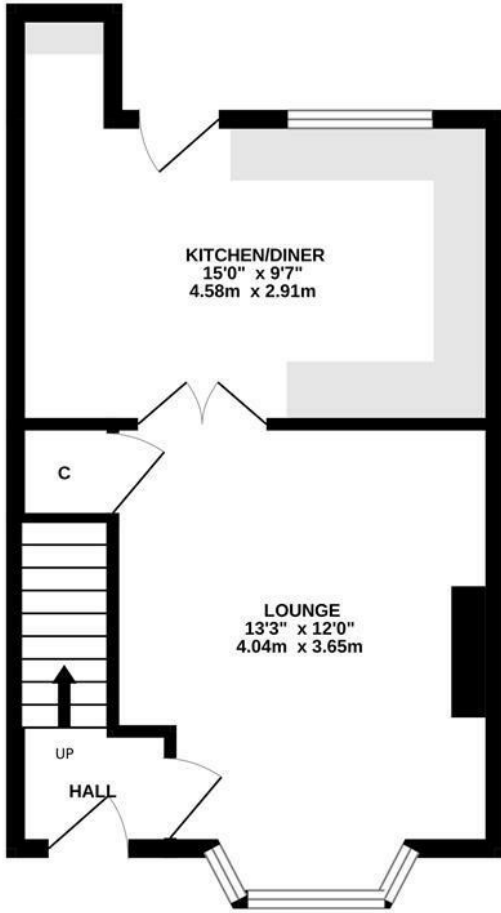 KITCHEN/DINER
15'0" x 9'7"
4.58m x 2.91m
C
LOUNGE
13'3" x 12'0"
4.04m x 3.65m
UP
HALL